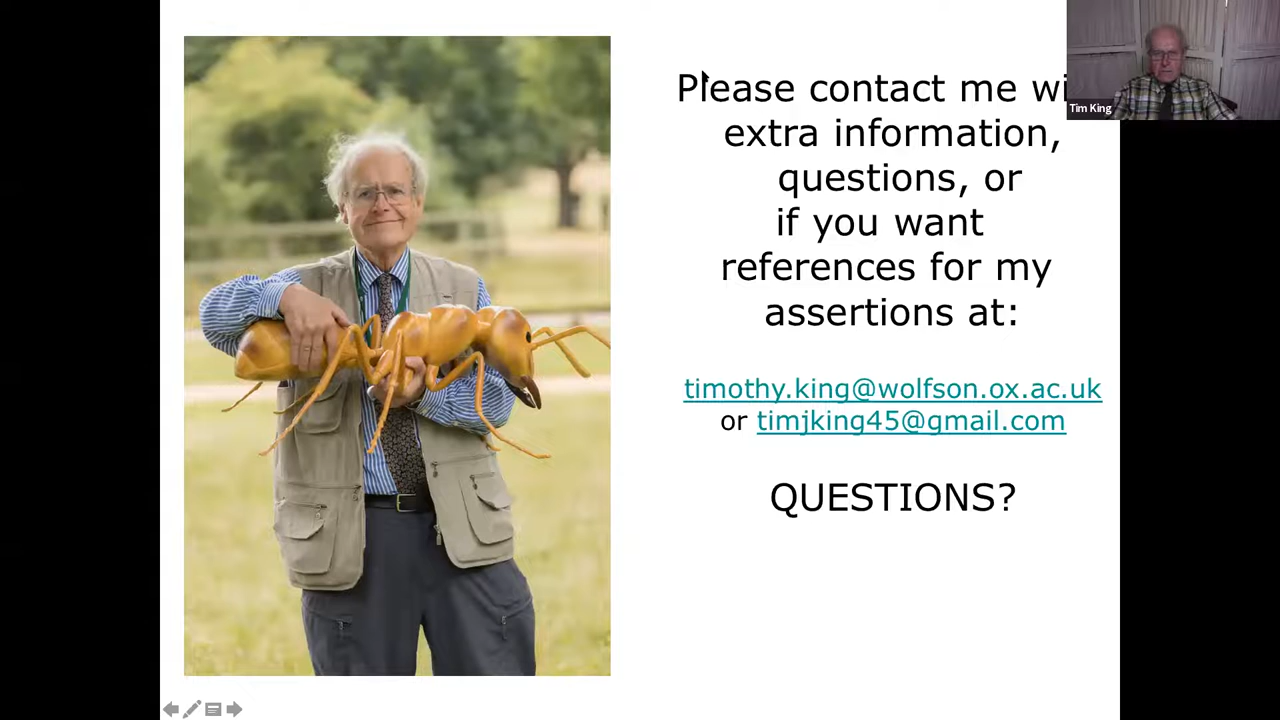 Please contact me wi
extra information,
questions, or
if you want
references for my
assertions at:
timothy.king@wolfson.ox.ac.uk
or timjking45@gmail.com
QUESTIONS?
Tim King